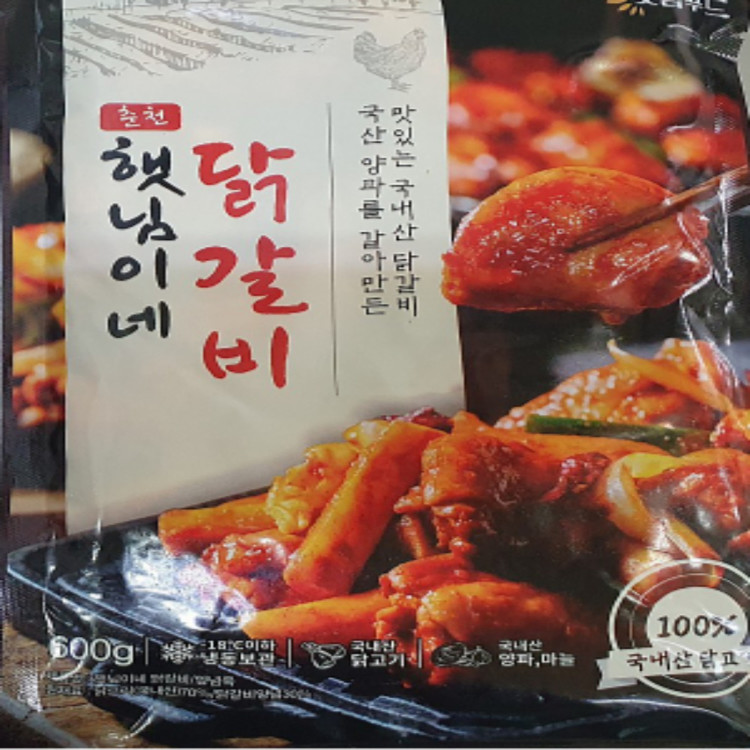 춘천
햇님이네
닭갈비
맛있는 국내산 닭갈비
국산 양파를 갈아만든
600g
-18℃이하
냉동보관
국내산
닭고기
국내산
양파,마늘
100%
국내산 닭고